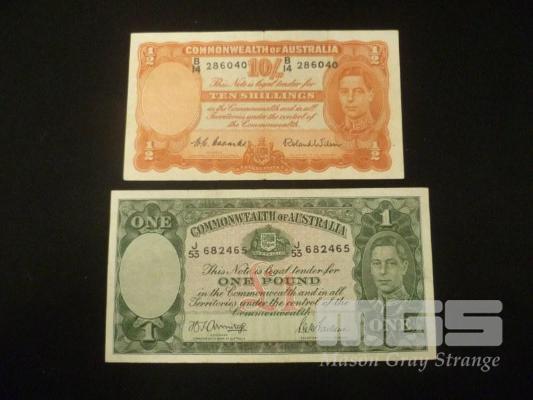 1/2 COMMONWEALTH OF AUSTRALIA 1/2
B/14 286040 B/14 286040
10/-
This Note is legal tender for
TEN SHILLINGS
in the Commonwealth and in all
Territories under the control of
the Commonwealth.
1/2 1/2
ONE COMMONWEALTH OF AUSTRALIA 1
J/53 682465 J/53 682465
This Note is legal tender for
ONE POUND
in the Commonwealth and in all
Territories under the control of the
Commonwealth
1 ONE
MGS
Mason Gray Strange